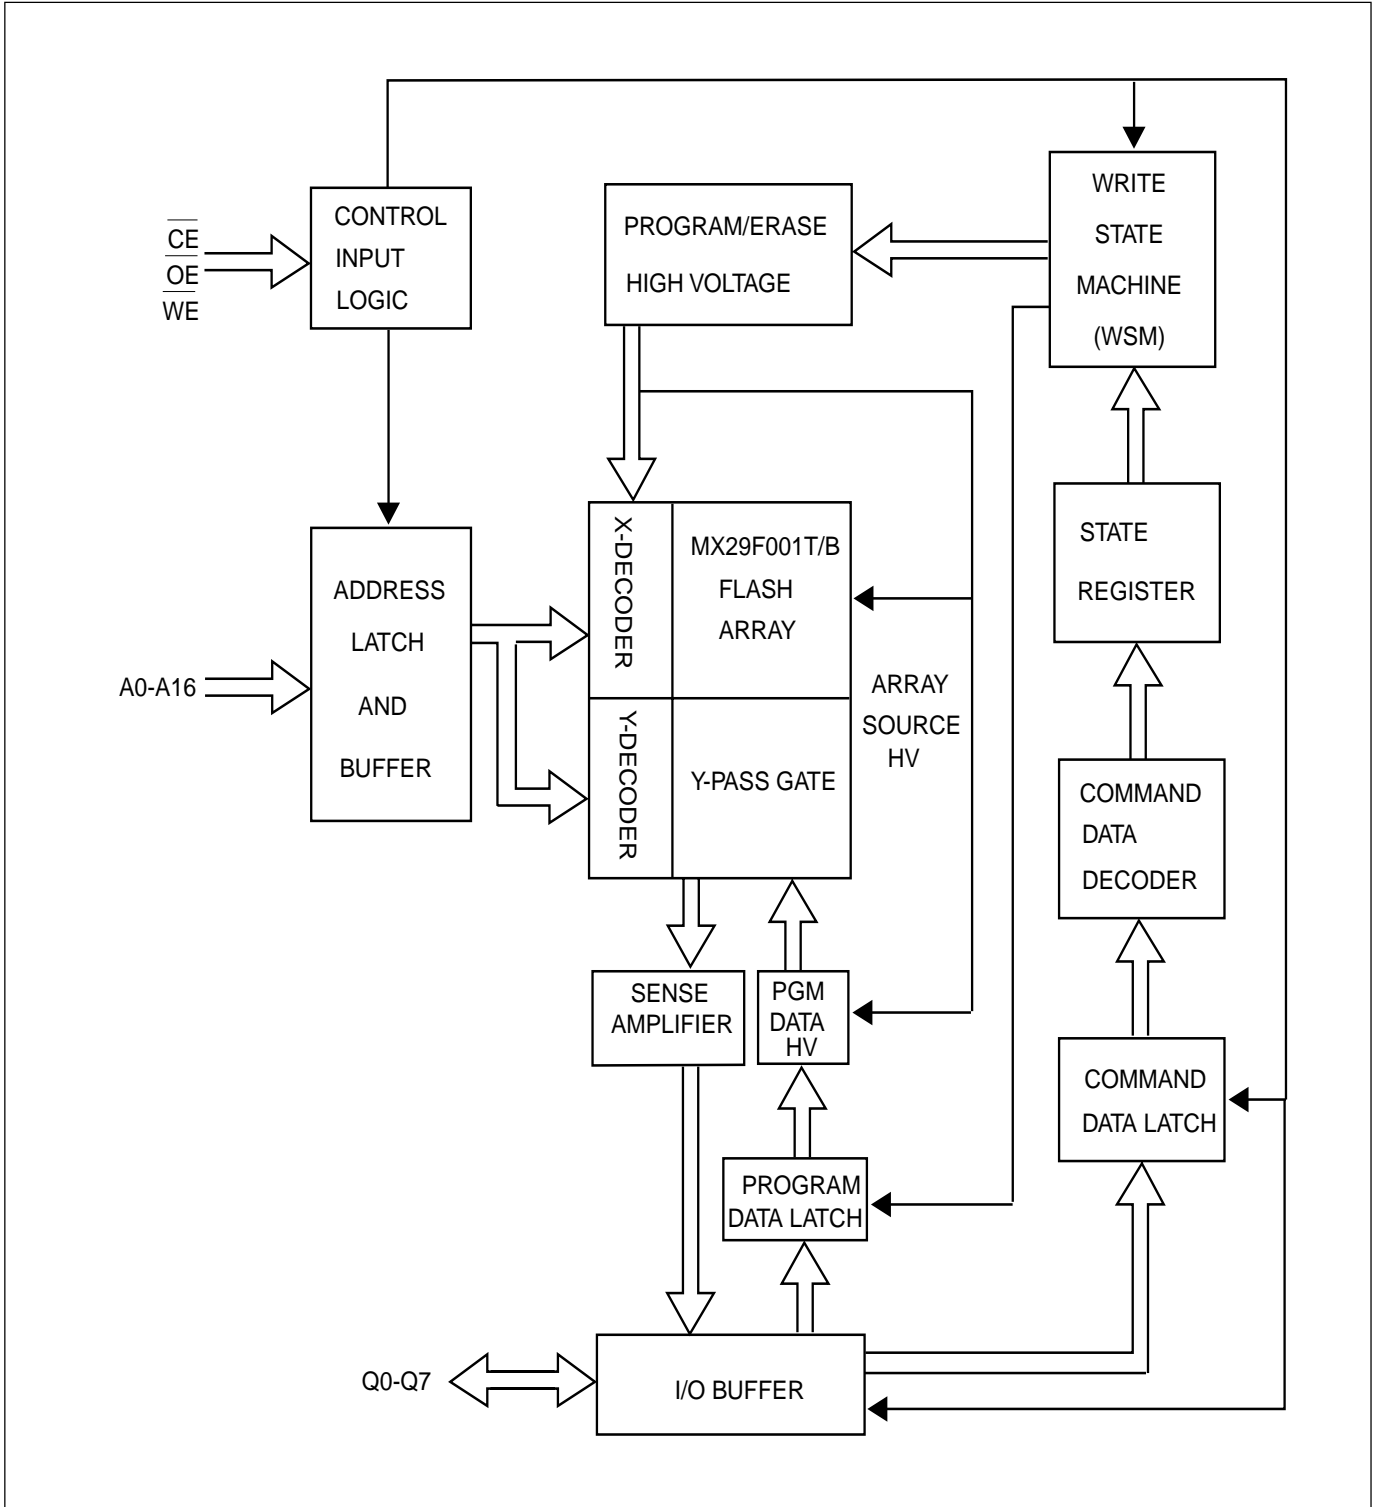 CONTROL
INPUT
LOGIC
CE
OE
WE
PROGRAM/ERASE
HIGH VOLTAGE
WRITE
STATE
MACHINE
(WSM)
ADDRESS
LATCH
AND
BUFFER
A0-A16
X-DECODER
MX29F001T/B
FLASH
ARRAY
Y-DECODER
Y-PASS GATE
ARRAY
SOURCE
HV
STATE
REGISTER
COMMAND
DATA
DECODER
SENSE
AMPLIFIER
PGM
DATA
HV
COMMAND
DATA LATCH
PROGRAM
DATA LATCH
Q0-Q7
I/O BUFFER